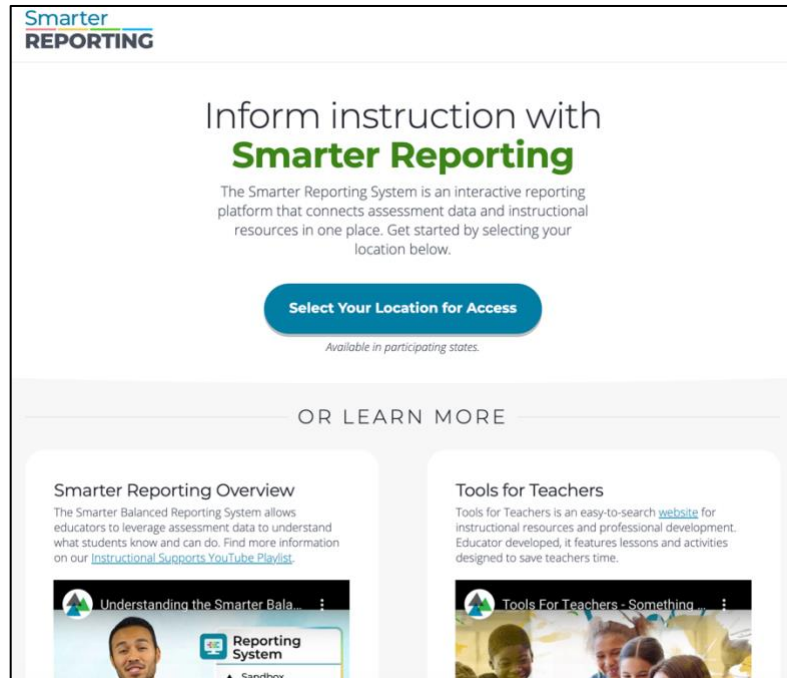 Smarter
REPORTING
Inform instruction with
Smarter Reporting
The Smarter Reporting System is an interactive reporting
platform that connects assessment data and instructional
resources in one place. Get started by selecting your
location below.
Select Your Location for Access
Available in participating states.
OR LEARN MORE
Smarter Reporting Overview
The Smarter Balanced Reporting System allows
educators to leverage assessment data to understand
what students know and can do. Find more information
on our Instructional Supports YouTube Playlist.
Understanding the Smarter Bala...
Reporting
System
Sandbox
Tools for Teachers
Tools for Teachers is an easy-to-search website for
instructional resources and professional development.
Educator developed, it features lessons and activities
designed to save teachers time.
Tools For Teachers - Something ...